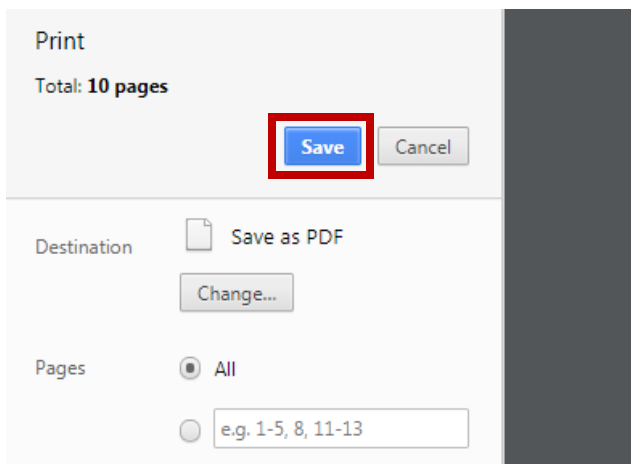 Print
Total: 10 pages
Save Cancel
Destination Save as PDF
Change...
Pages All
e.g. 1-5, 8, 11-13